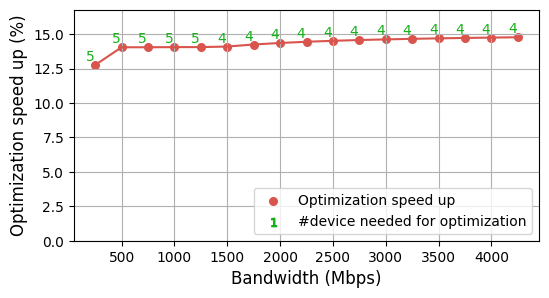 Optimization speed up (%)
15.0
12.5
10.0
7.5
5.0
2.5
0.0
5 5 5 5 5 4 4 4 4 4 4 4 4 4 4 4 4
Optimization speed up
1 #device needed for optimization
500 1000 1500 2000 2500 3000 3500 4000
Bandwidth (Mbps)